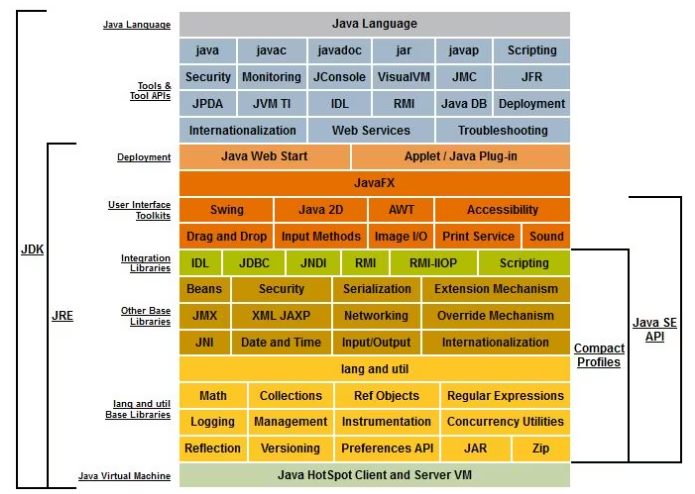 Java Language Java Language
java javac javadoc jar javap Scripting
Tools & Tool APIs Security Monitoring JConsole VisualVM JMC JFR
JPDA JVM TI IDL RMI Java DB Deployment
Internationalization Web Services Troubleshooting
Deployment Java Web Start Applet / Java Plug-in
JavaFX
User Interface Toolkits Swing Java 2D AWT Accessibility
Drag and Drop Input Methods Image I/O Print Service Sound
JDK
Integration Libraries IDL JDBC JNDI RMI RMI-IIOP Scripting
Beans Security Serialization Extension Mechanism
JRE
Other Base Libraries JMX XML JAXP Networking Override Mechanism
Java SE API
JNI Date and Time Input/Output Internationalization
Compact Profiles
lang and util
Math Collections Ref Objects Regular Expressions
lang and util Base Libraries Logging Management Instrumentation Concurrency Utilities
Reflection Versioning Preferences API JAR Zip
Java Virtual Machine Java HotSpot Client and Server VM